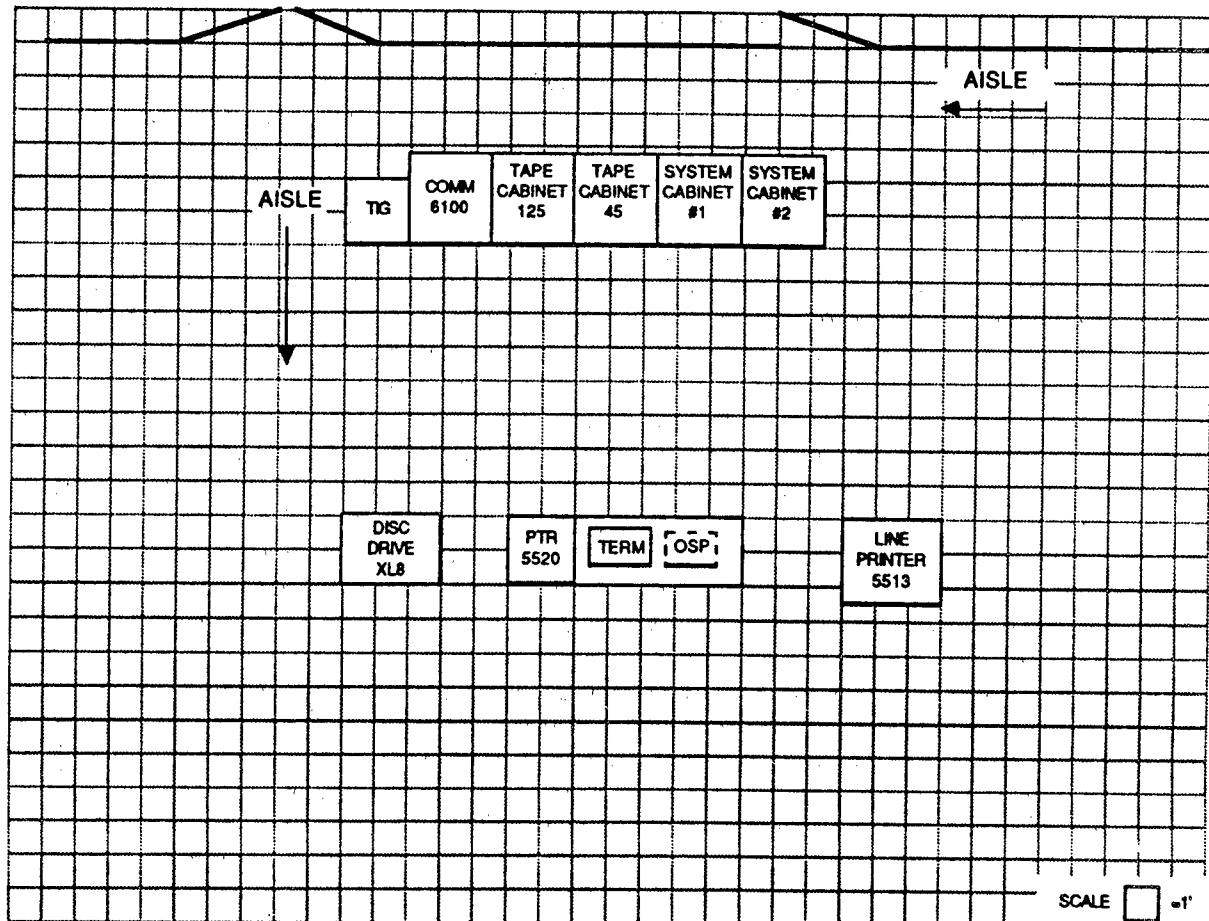 AISLE
AISLE
TIG
COMM
6100
TAPE
CABINET
125
TAPE
CABINET
45
SYSTEM
CABINET
#1
SYSTEM
CABINET
#2
DISC
DRIVE
XL8
PTR
5520
TERM
OSP
LINE
PRINTER
5513
SCALE =1'